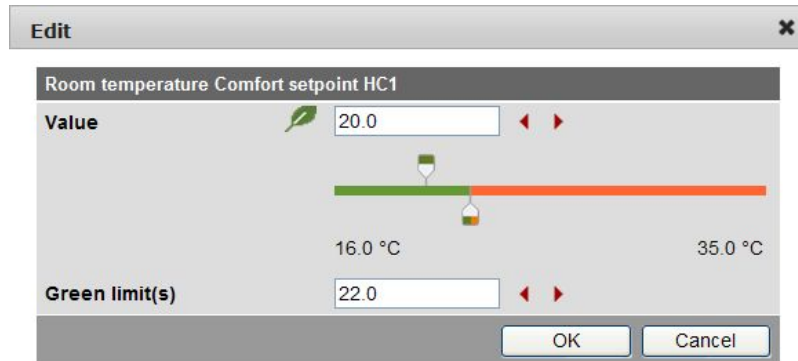 Edit
Room temperature Comfort setpoint HC1
Value 20.0
16.0 °C 35.0 °C
Green limit(s) 22.0
OK Cancel